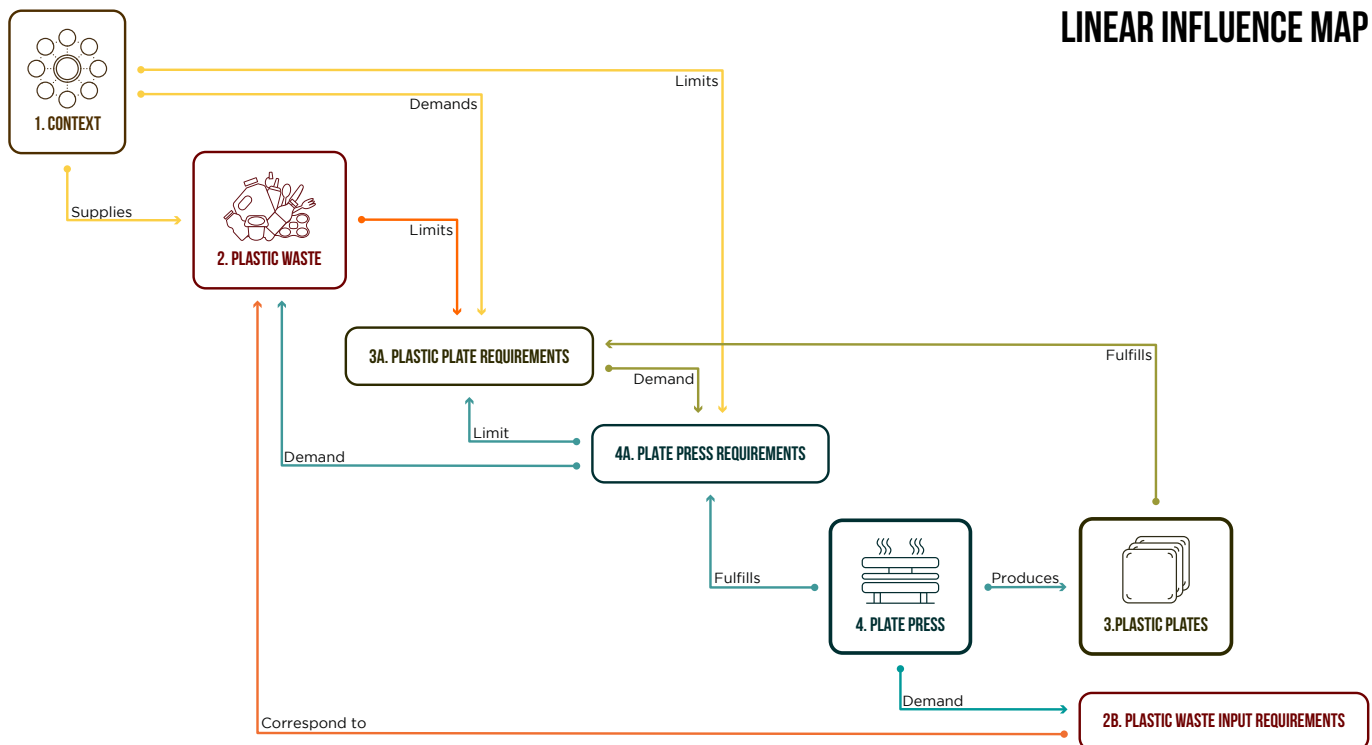 LINEAR INFLUENCE MAP
1. CONTEXT
Limits
Demands
Supplies
2. PLASTIC WASTE
Limits
3A. PLASTIC PLATE REQUIREMENTS
Fulfills
Demand
Limit
4A. PLATE PRESS REQUIREMENTS
Demand
Fulfills
4. PLATE PRESS
Produces
3.PLASTIC PLATES
Demand
2B. PLASTIC WASTE INPUT REQUIREMENTS
Correspond to